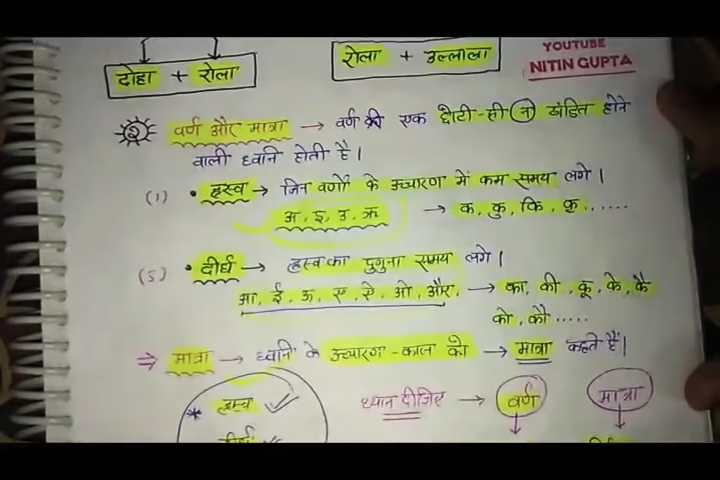 दोहा + रोला
रोला + उल्लाला
YOUTUBE
NITIN GUPTA
② वर्ण और मात्रा → वर्ण की एक छोटी-सी (न) खंडित होने
वाली ध्वनि होती है।
(1) • ह्रस्व → जिन वर्णों के उच्चारण में कम समय लगे।
अ, इ, उ, ऋ → क, कु, कि, कृ......
(S) • दीर्घ → ह्रस्व का दुगुना समय लगे।
आ, ई, ऊ, ए, ऐ, ओ, और, → का, की, कू, के, कै
को, कौ.....
⇒ मात्रा → ध्वनि के उच्चारण-काल को → मात्रा कहते हैं।
* ह्रस्व ✓ ध्यान दीजिए → वर्ण मात्रा